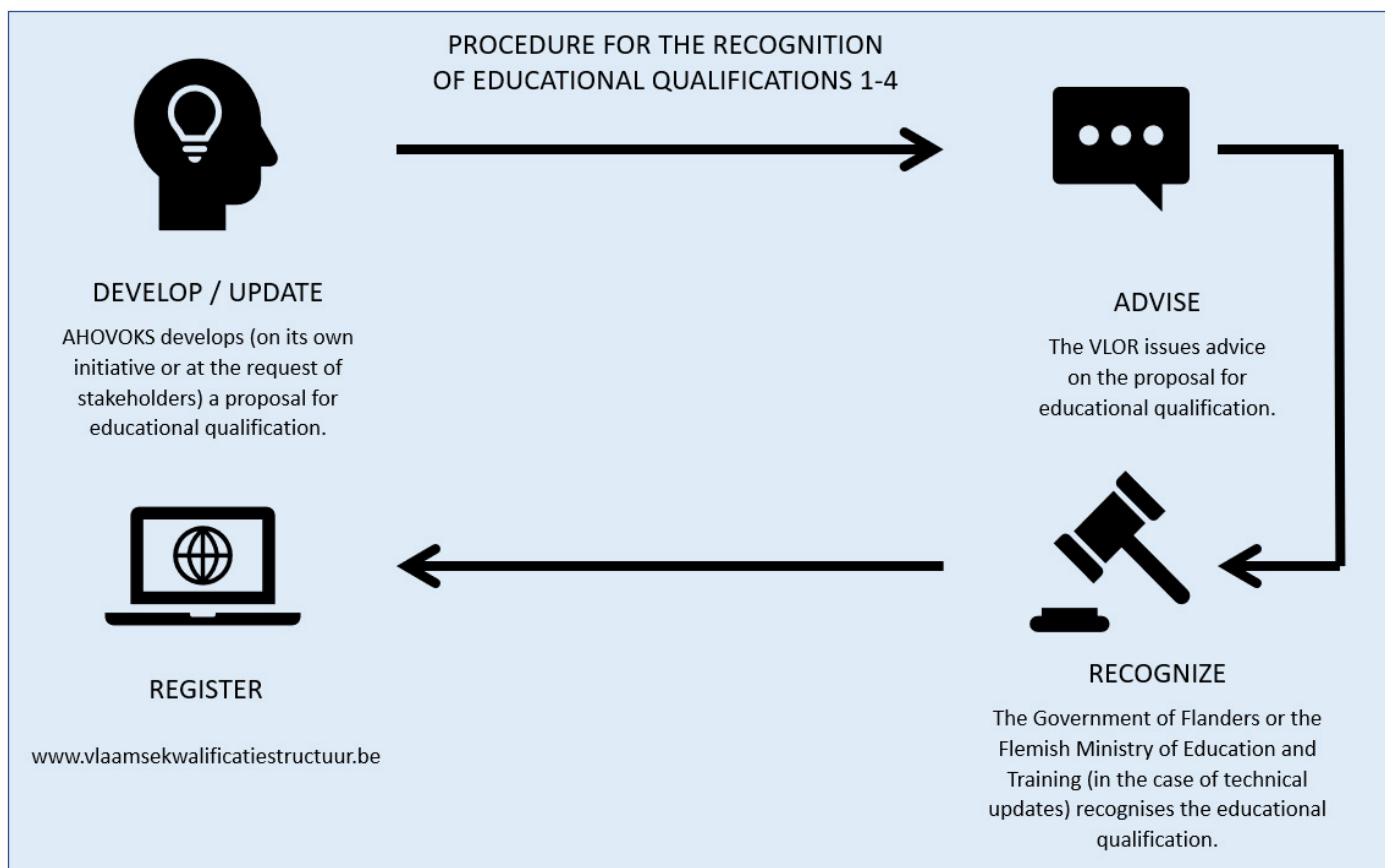 PROCEDURE FOR THE RECOGNITION
OF EDUCATIONAL QUALIFICATIONS 1-4
DEVELOP / UPDATE
AHOVOKS develops (on its own
initiative or at the request of
stakeholders) a proposal for
educational qualification.
ADVISE
The VLOR issues advice
on the proposal for
educational qualification.
RECOGNIZE
The Government of Flanders or the
Flemish Ministry of Education and
Training (in the case of technical
updates) recognises the educational
qualification.
REGISTER
www.vlaamsekwalificatiestructuur.be